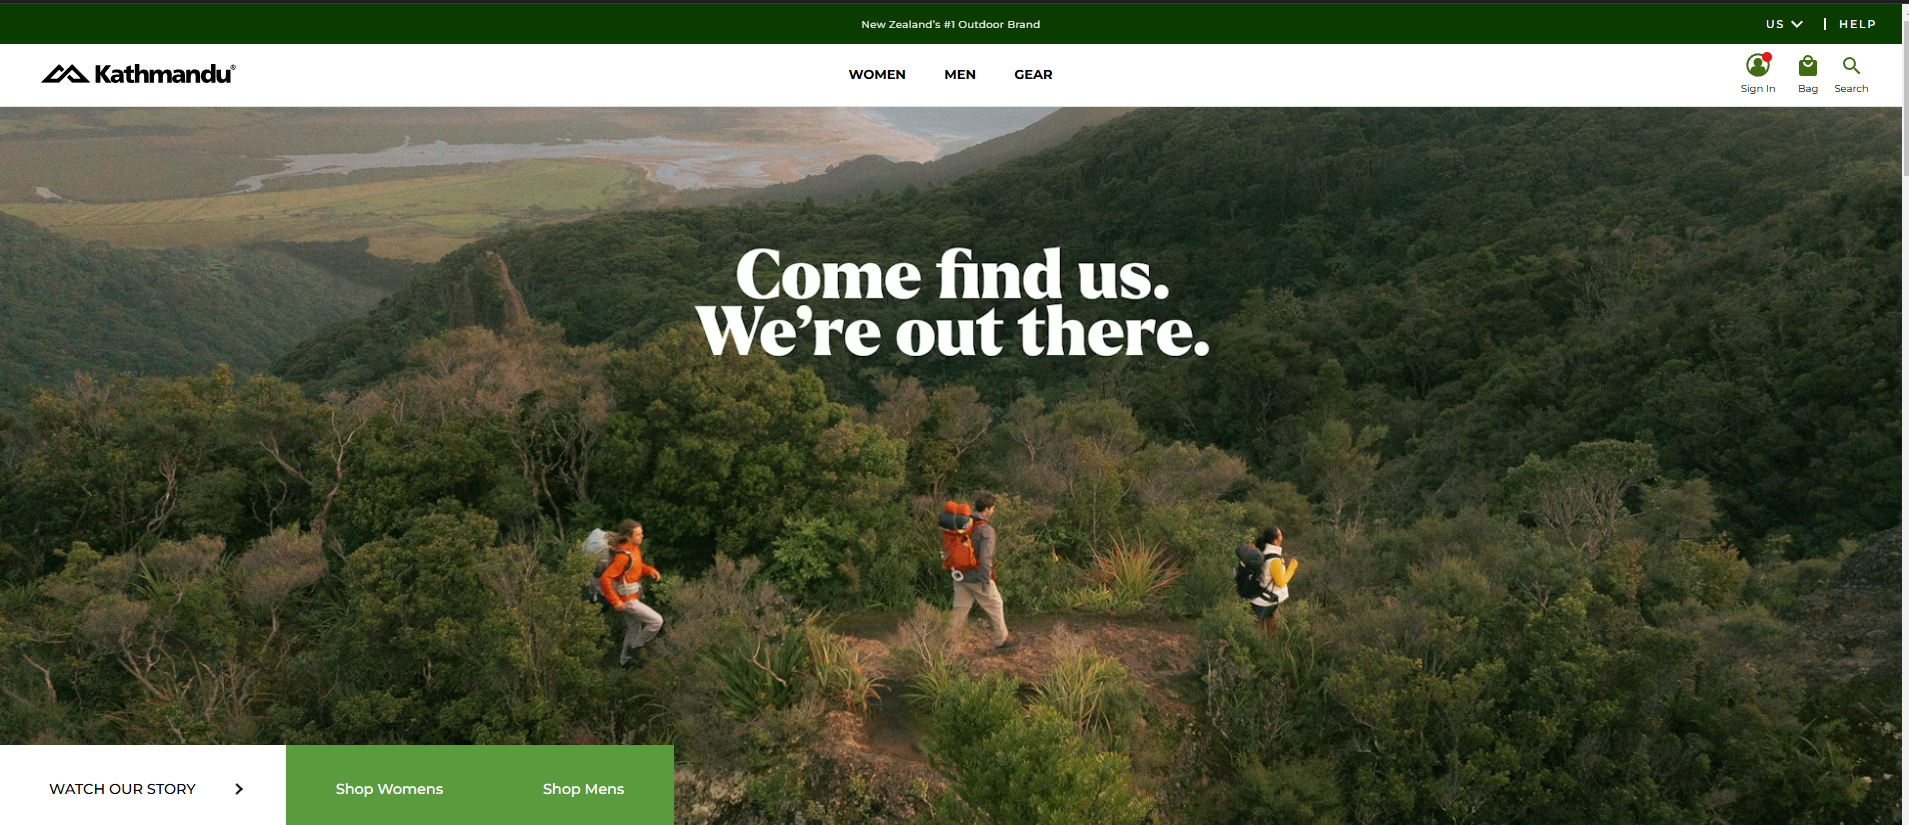 New Zealand's #1 Outdoor Brand
US
HELP
Kathmandu®
WOMEN
MEN
GEAR
Sign In
Bag
Search
Come find us.
We're out there.
WATCH OUR STORY
Shop Womens
Shop Mens